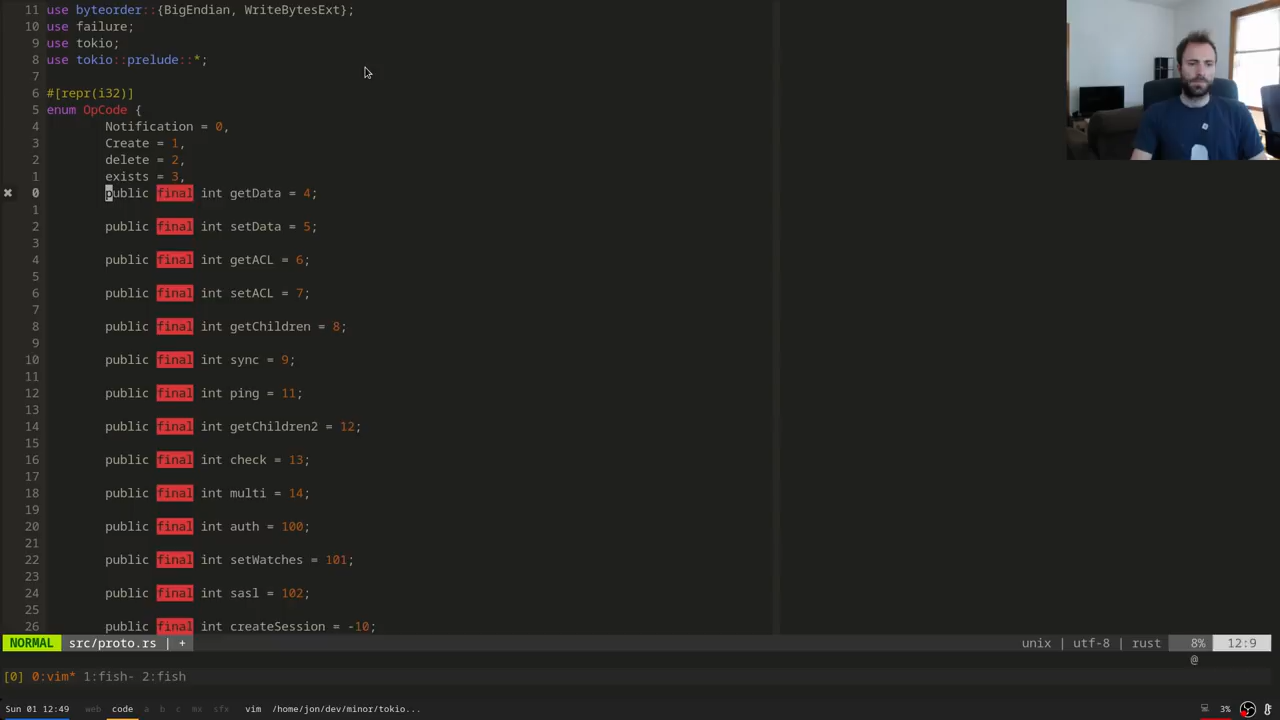 11 use byteorder::{BigEndian, WriteBytesExt};
10 use failure;
9 use tokio;
8 use tokio::prelude::*;
7
6 #[repr(i32)]
5 enum OpCode {
4 Notification = 0,
3 Create = 1,
2 delete = 2,
1 exists = 3,
✖ 0 public final int getData = 4;
1
2 public final int setData = 5;
3
4 public final int getACL = 6;
5
6 public final int setACL = 7;
7
8 public final int getChildren = 8;
9
10 public final int sync = 9;
11
12 public final int ping = 11;
13
14 public final int getChildren2 = 12;
15
16 public final int check = 13;
17
18 public final int multi = 14;
19
20 public final int auth = 100;
21
22 public final int setWatches = 101;
23
24 public final int sasl = 102;
25
26 public final int createSession = -10;
NORMAL src/proto.rs | + unix | utf-8 | rust 8% 12:9
@
[0] 0:vim* 1:fish- 2:fish
Sun 01 12:49 web code a b c mx sfx vim /home/jon/dev/minor/tokio... 3%